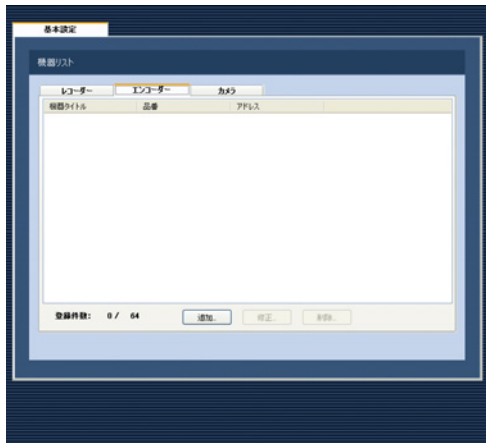 基本設定
機器リスト
レコーダー エンコーダー カメラ
機器タイトル 品番 アドレス
登録件数: 0 / 64 追加... 修正... 削除...